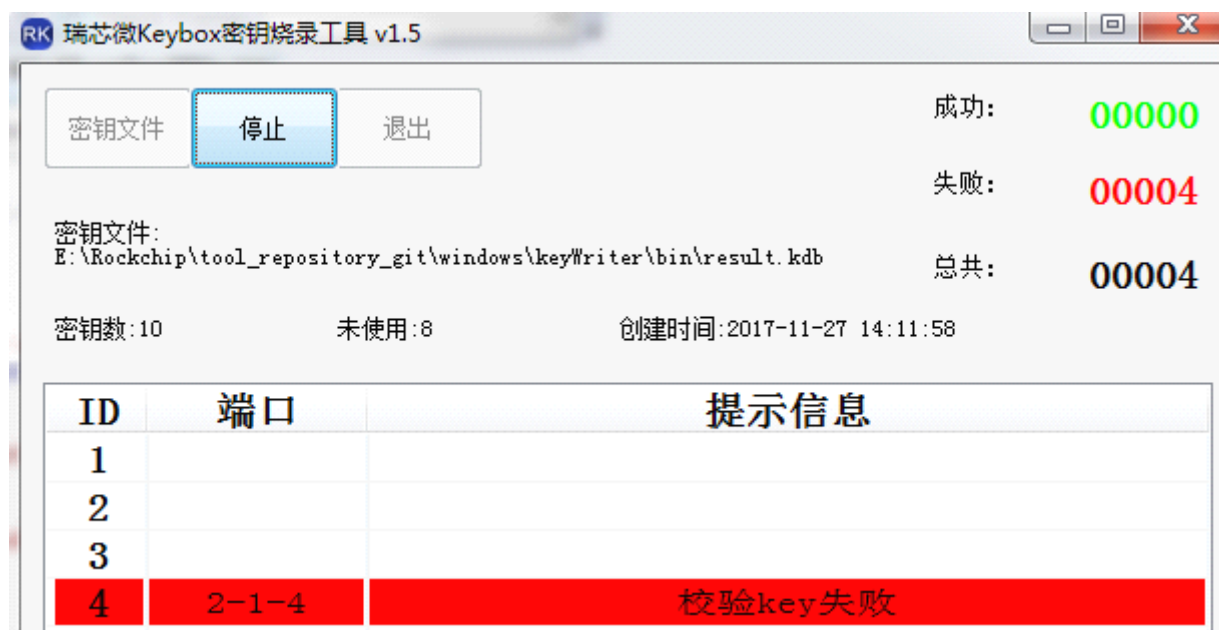 RK 瑞芯微Keybox密钥烧录工具 v1.5
密钥文件 停止 退出
成功: 00000
失败: 00004
密钥文件:
E:\Rockchip\tool_repository_git\windows\keyWriter\bin\result.kdb
总共: 00004
密钥数:10 未使用:8 创建时间:2017-11-27 14:11:58
ID 端口 提示信息
1
2
3
4 2-1-4 校验key失败